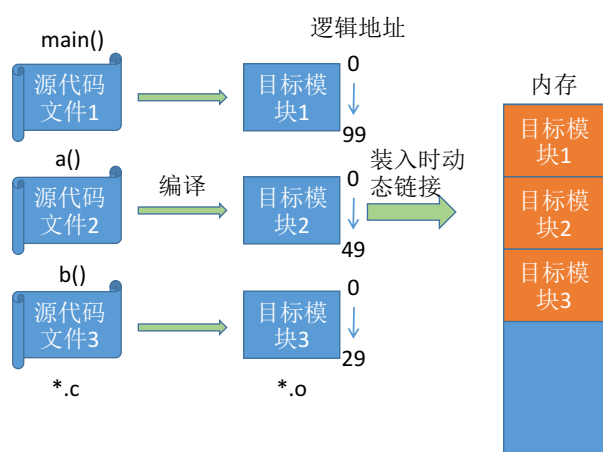 逻辑地址
main()
源代码
文件1
目标模
块1
0
99
内存
目标模
块1
a()
源代码
文件2
编译
目标模
块2
0
49
装入时动
态链接
目标模
块2
b()
源代码
文件3
目标模
块3
0
29
目标模
块3
*.c
*.o